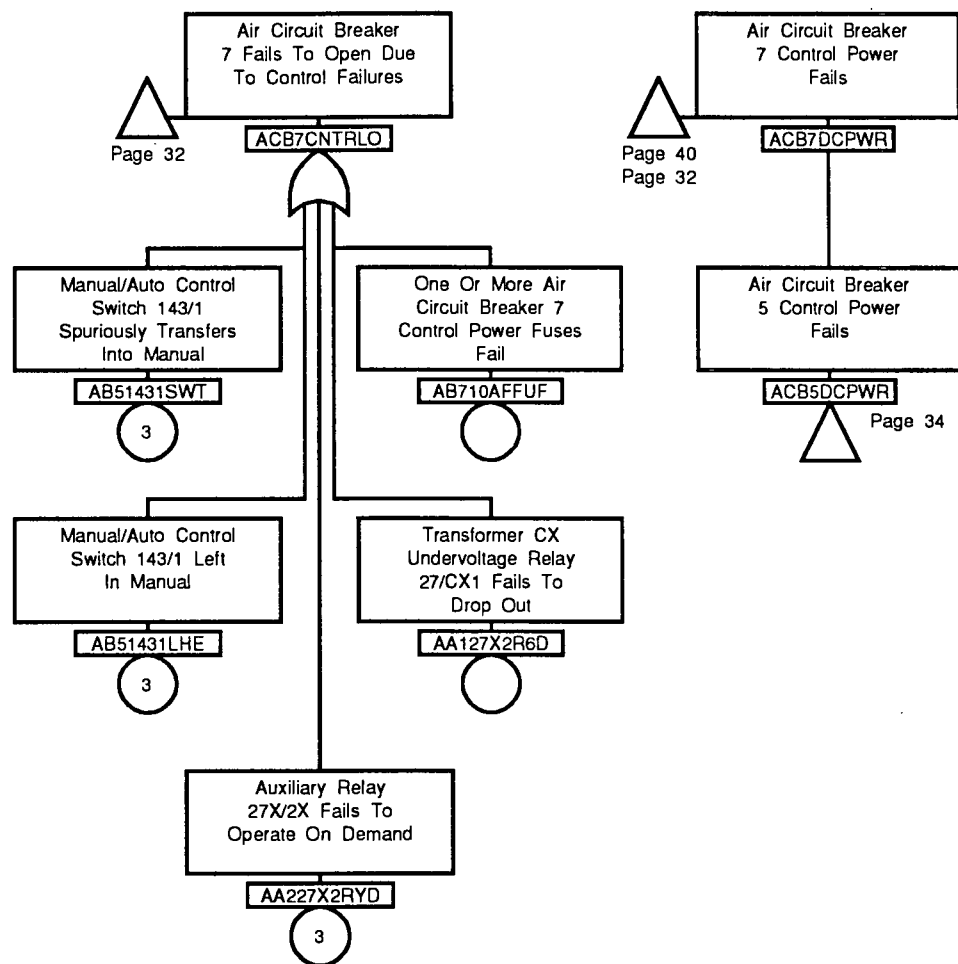 Air Circuit Breaker
7 Fails To Open Due
To Control Failures
Page 32
ACB7CNTRLO
Air Circuit Breaker
7 Control Power
Fails
Page 40
Page 32
ACB7DCPWR
Manual/Auto Control
Switch 143/1
Spuriously Transfers
Into Manual
AB51431SWT
3
One Or More Air
Circuit Breaker 7
Control Power Fuses
Fail
AB710AFFUF
Air Circuit Breaker
5 Control Power
Fails
ACB5DCPWR
Page 34
Manual/Auto Control
Switch 143/1 Left
In Manual
AB51431LHE
3
Transformer CX
Undervoltage Relay
27/CX1 Fails To
Drop Out
AA127X2R6D
Auxiliary Relay
27X/2X Fails To
Operate On Demand
AA227X2RYD
3